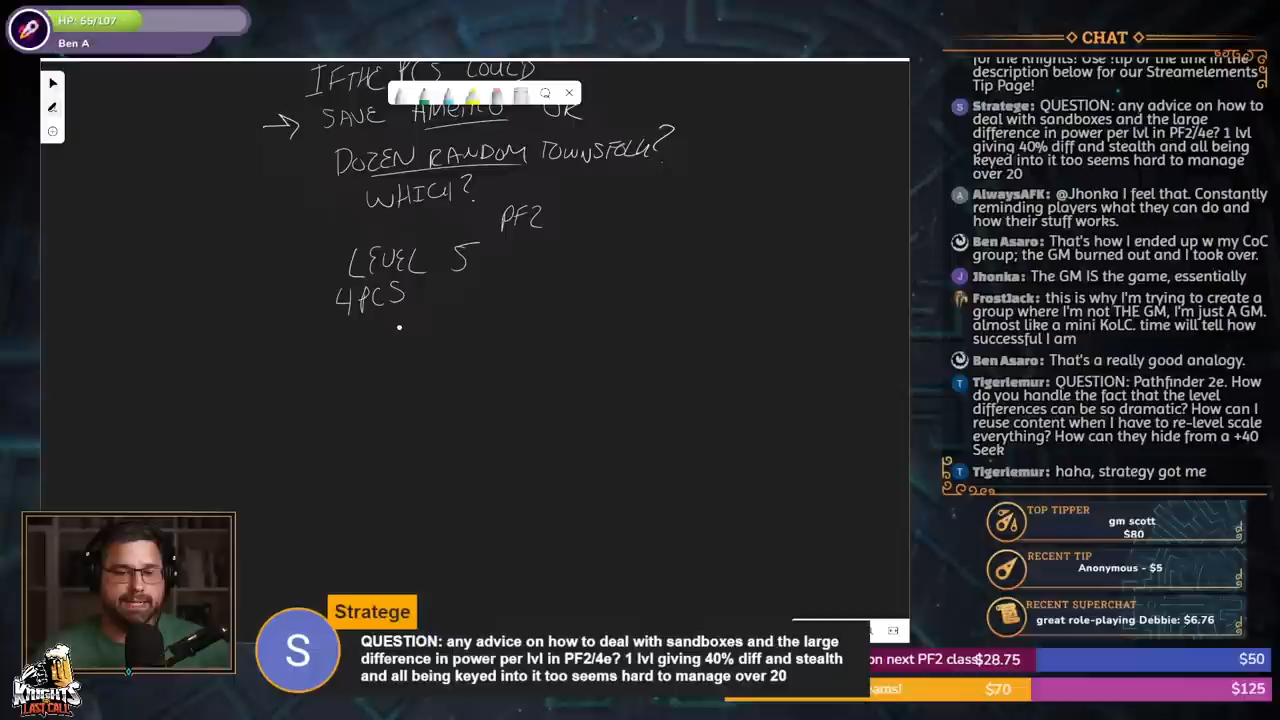 HP: 55/107
Ben A
IF THE PCS COULD
SAVE AMEIKO OR
DOZEN RANDOM TOWNSFOLK?
WHICH?
PF2
LEVEL 5
4 PCS
CHAT
for the Knights! Use !tip or the link in the
description below for our Streamelements
Tip Page!
S Stratege: QUESTION: any advice on how to
deal with sandboxes and the large
difference in power per lvl in PF2/4e? 1 lvl
giving 40% diff and stealth and all being
keyed into it too seems hard to manage
over 20
A AlwaysAFK: @Jhonka I feel that. Constantly
reminding players what they can do and
how their stuff works.
Ben Asaro: That's how I ended up w my CoC
group; the GM burned out and I took over.
J Jhonka: The GM IS the game, essentially
FrostJack: this is why I'm trying to create a
group where I'm not THE GM, I'm just A GM.
almost like a mini KoLC. time will tell how
successful I am
Ben Asaro: That's a really good analogy.
T Tigerlemur: QUESTION: Pathfinder 2e. How
do you handle the fact that the level
differences can be so dramatic? How can I
reuse content when I have to re-level scale
everything? How can they hide from a +40
Seek
T Tigerlemur: haha, strategy got me
TOP TIPPER
gm scott
$80
RECENT TIP
Anonymous - $5
RECENT SUPERCHAT
great role-playing Debbie: $6.76
Stratege
S
QUESTION: any advice on how to deal with sandboxes and the large
difference in power per lvl in PF2/4e? 1 lvl giving 40% diff and stealth
and all being keyed into it too seems hard to manage over 20
on next PF2 class $28.75 $50
$70 $125
KNIGHTS
OF LAST CALL